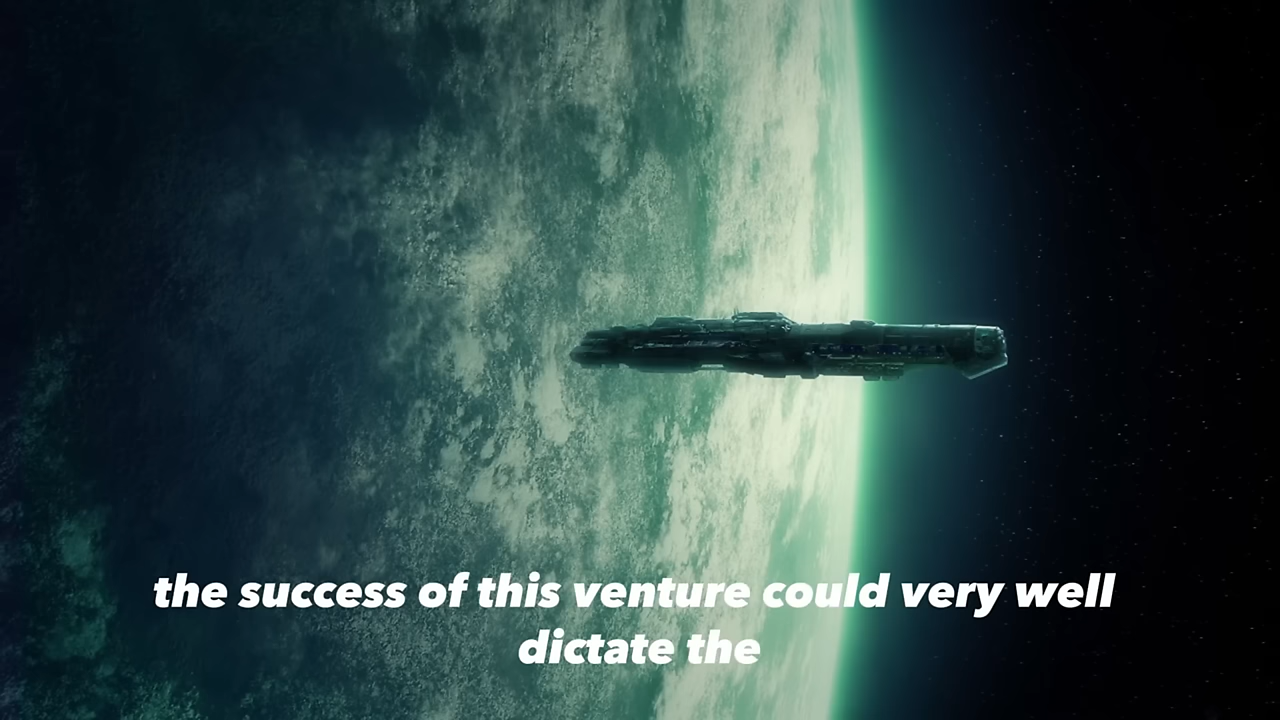 the success of this venture could very well
dictate the